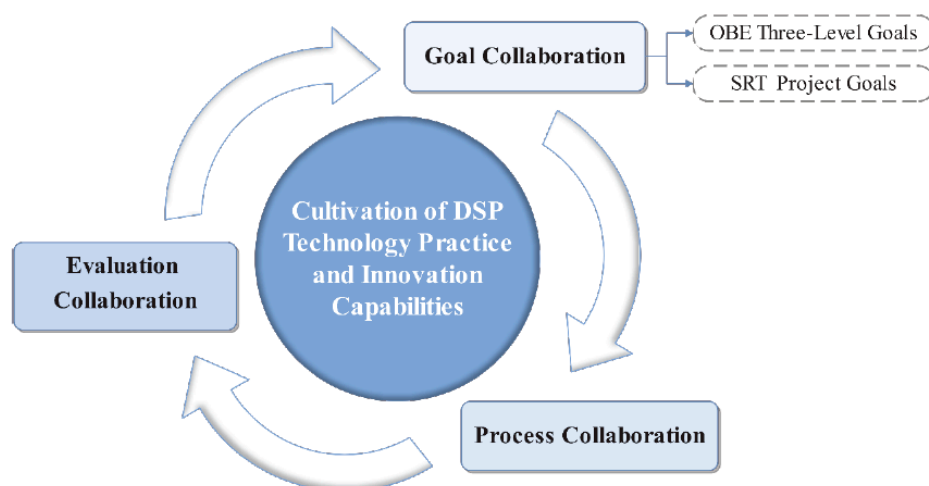 Goal Collaboration
OBE Three-Level Goals
SRT Project Goals
Cultivation of DSP
Technology Practice
and Innovation
Capabilities
Evaluation
Collaboration
Process Collaboration